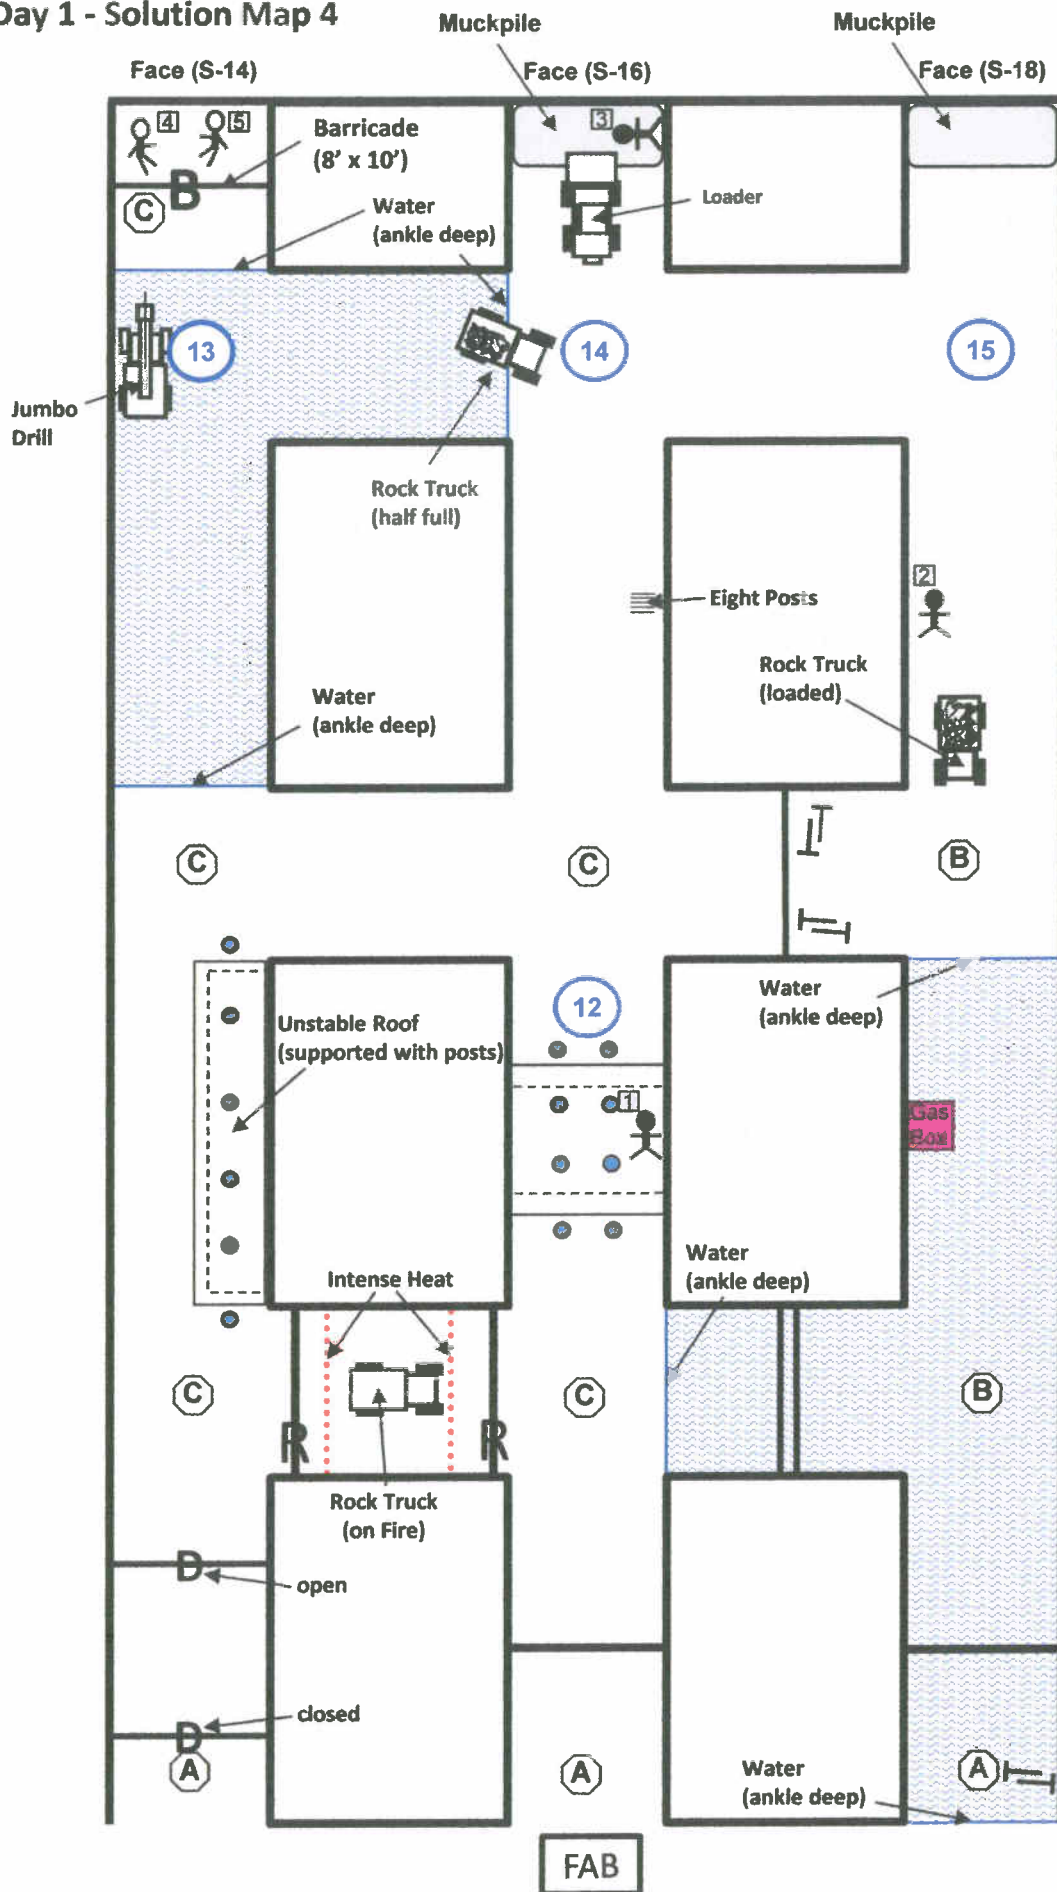 Day 1 - Solution Map 4
Muckpile
Muckpile
Face (S-14)
Face (S-16)
Face (S-18)
4
5
3
Barricade
(8' x 10')
B
C
Water
(ankle deep)
Loader
13
14
15
Jumbo
Drill
Rock Truck
(half full)
2
Eight Posts
Rock Truck
(loaded)
Water
(ankle deep)
C
C
B
12
Water
(ankle deep)
Unstable Roof
(supported with posts)
1
Gas
Box
Water
(ankle deep)
Intense Heat
C
C
B
R
R
Rock Truck
(on Fire)
D
open
closed
D
A
A
A
Water
(ankle deep)
FAB